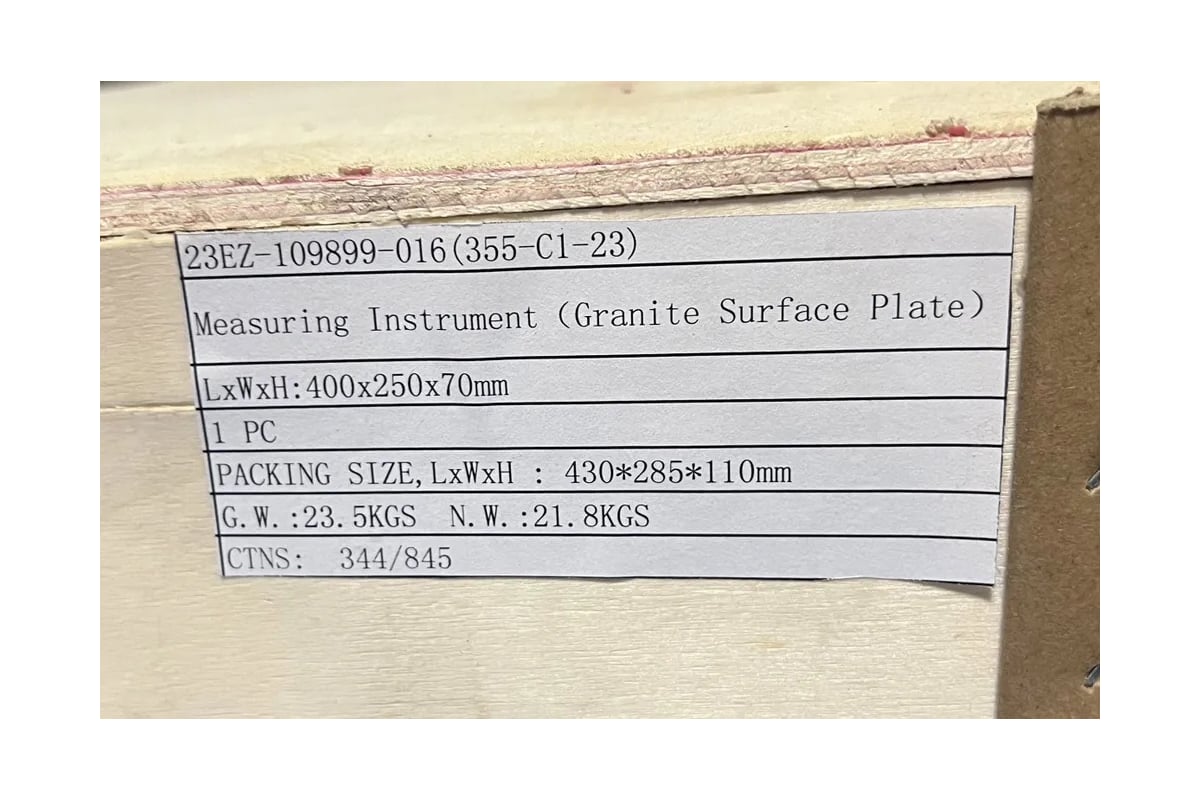 23EZ-109899-016(355-C1-23)
Measuring Instrument (Granite Surface Plate)
LxWxH:400x250x70mm
1 PC
PACKING SIZE,LxWxH : 430*285*110mm
G.W.:23.5KGS N.W.:21.8KGS
CTNS: 344/845